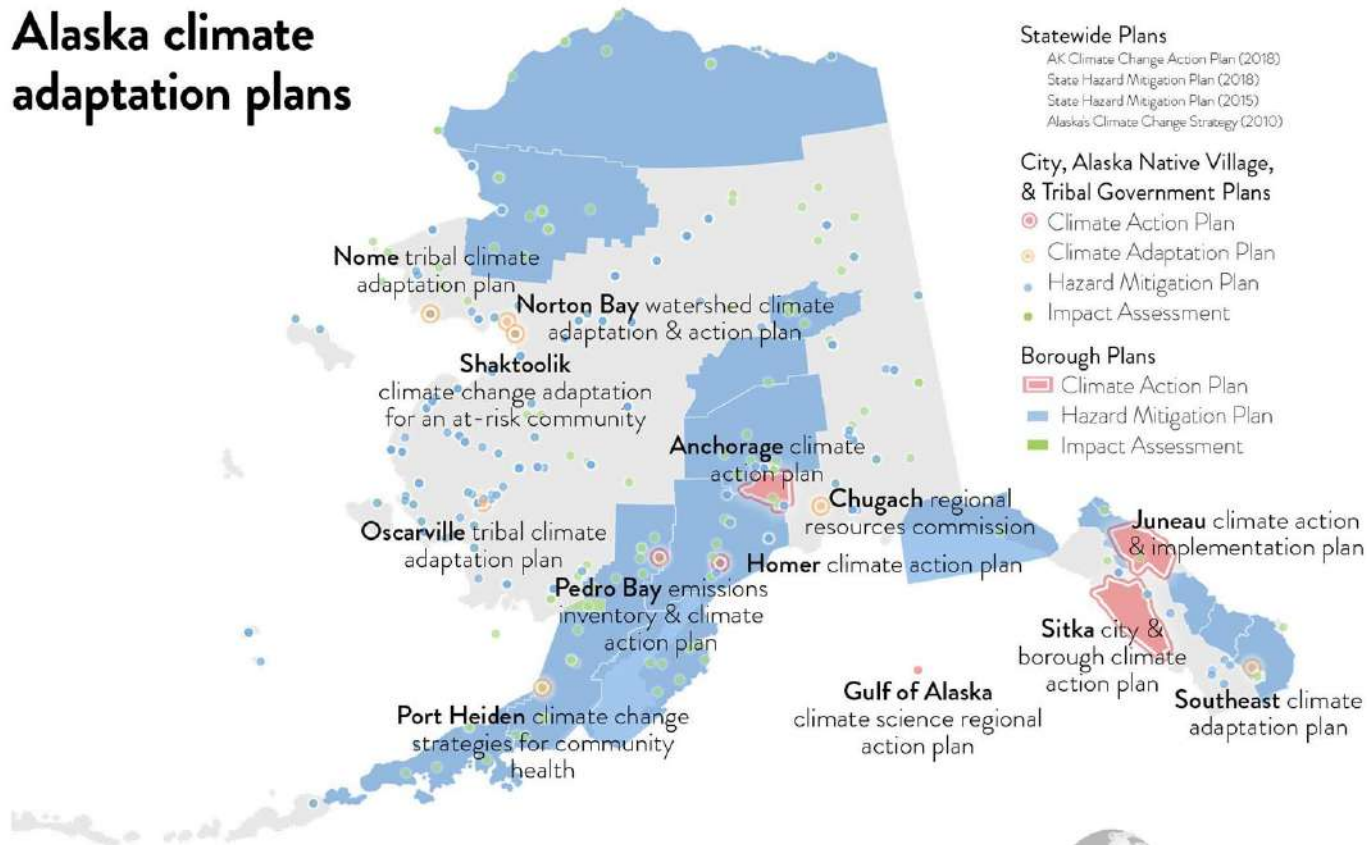 Alaska climate
adaptation plans
Statewide Plans
AK Climate Change Action Plan (2018)
State Hazard Mitigation Plan (2018)
State Hazard Mitigation Plan (2015)
Alaska's Climate Change Strategy (2010)
City, Alaska Native Village,
& Tribal Government Plans
Climate Action Plan
Climate Adaptation Plan
Hazard Mitigation Plan
Impact Assessment
Borough Plans
Climate Action Plan
Hazard Mitigation Plan
Impact Assessment
Nome tribal climate
adaptation plan
Norton Bay watershed climate
adaptation & action plan
Shaktoolik
climate change adaptation
for an at-risk community
Anchorage climate
action plan
Chugach regional
resources commission
Oscarville tribal climate
adaptation plan
Homer climate action plan
Juneau climate action
& implementation plan
Pedro Bay emissions
inventory & climate
action plan
Sitka city &
borough climate
action plan
Gulf of Alaska
climate science regional
action plan
Southeast climate
adaptation plan
Port Heiden climate change
strategies for community
health